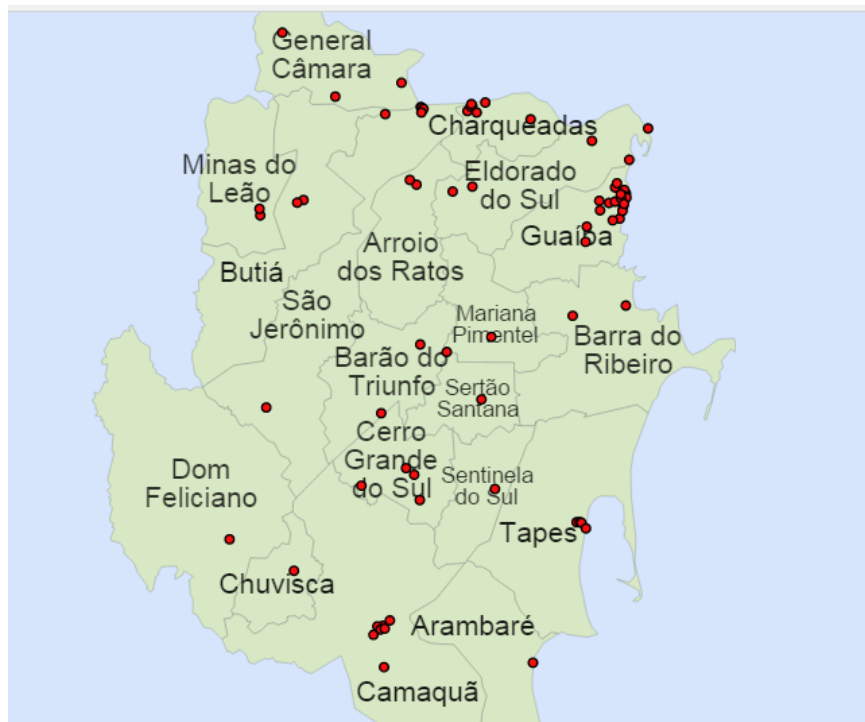 General
Câmara
Charqueadas
Minas do
Leão
Eldorado
do Sul
Guaíba
Arroio
dos Ratos
Butiá
São
Jerônimo
Mariana
Pimentel
Barra do
Ribeiro
Barão do
Triunfo
Sertão
Santana
Cerro
Grande
do Sul
Dom
Feliciano
Sentinela
do Sul
Tapes
Chuvisca
Arambaré
Camaquã